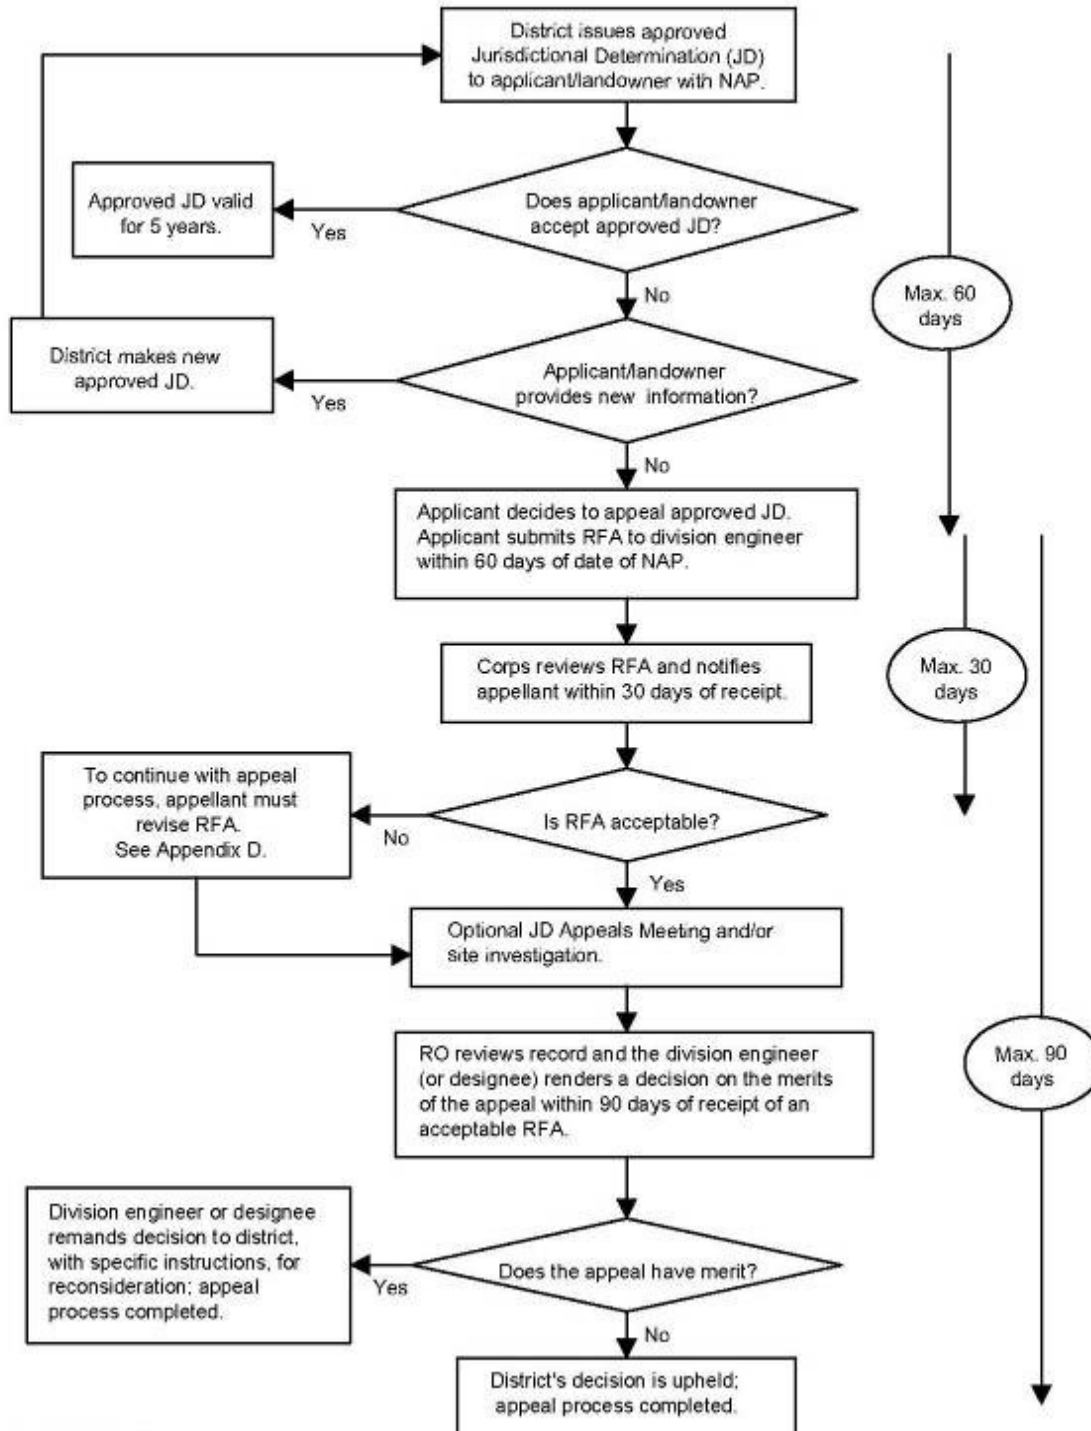 District issues approved
Jurisdictional Determination (JD)
to applicant/landowner with NAP.
Approved JD valid
for 5 years.
Yes
Does applicant/landowner
accept approved JD?
No
Max. 60
days
District makes new
approved JD.
Yes
Applicant/landowner
provides new information?
No
Applicant decides to appeal approved JD.
Applicant submits RFA to division engineer
within 60 days of date of NAP.
Corps reviews RFA and notifies
appellant within 30 days of receipt.
Max. 30
days
To continue with appeal
process, appellant must
revise RFA.
See Appendix D.
No
Is RFA acceptable?
Yes
Optional JD Appeals Meeting and/or
site investigation.
RO reviews record and the division engineer
(or designee) renders a decision on the merits
of the appeal within 90 days of receipt of an
acceptable RFA.
Max. 90
days
Division engineer or designee
remands decision to district,
with specific instructions, for
reconsideration; appeal
process completed.
Yes
Does the appeal have merit?
No
District's decision is upheld;
appeal process completed.